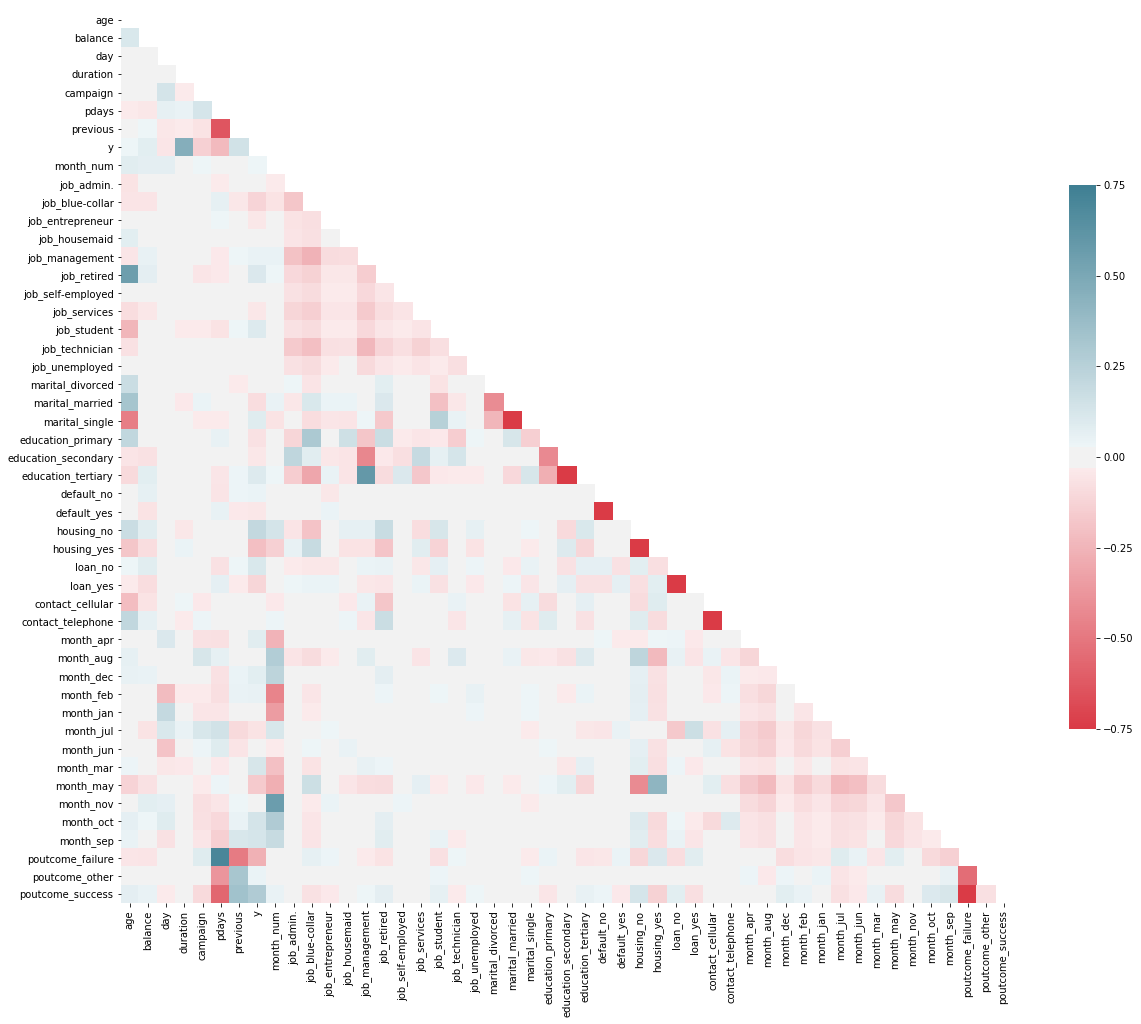 age
balance
day
duration
campaign
pdays
previous
y
month_num
job_admin.
job_blue-collar
job_entrepreneur
job_housemaid
job_management
job_retired
job_self-employed
job_services
job_student
job_technician
job_unemployed
marital_divorced
marital_married
marital_single
education_primary
education_secondary
education_tertiary
default_no
default_yes
housing_no
housing_yes
loan_no
loan_yes
contact_cellular
contact_telephone
month_apr
month_aug
month_dec
month_feb
month_jan
month_jul
month_jun
month_mar
month_may
month_nov
month_oct
month_sep
poutcome_failure
poutcome_other
poutcome_success
age
balance
day
duration
campaign
pdays
previous
y
month_num
job_admin.
job_blue-collar
job_entrepreneur
job_housemaid
job_management
job_retired
job_self-employed
job_services
job_student
job_technician
job_unemployed
marital_divorced
marital_married
marital_single
education_primary
education_secondary
education_tertiary
default_no
default_yes
housing_no
housing_yes
loan_no
loan_yes
contact_cellular
contact_telephone
month_apr
month_aug
month_dec
month_feb
month_jan
month_jul
month_jun
month_mar
month_may
month_nov
month_oct
month_sep
poutcome_failure
poutcome_other
poutcome_success
0.75
0.50
0.25
0.00
−0.25
−0.50
−0.75